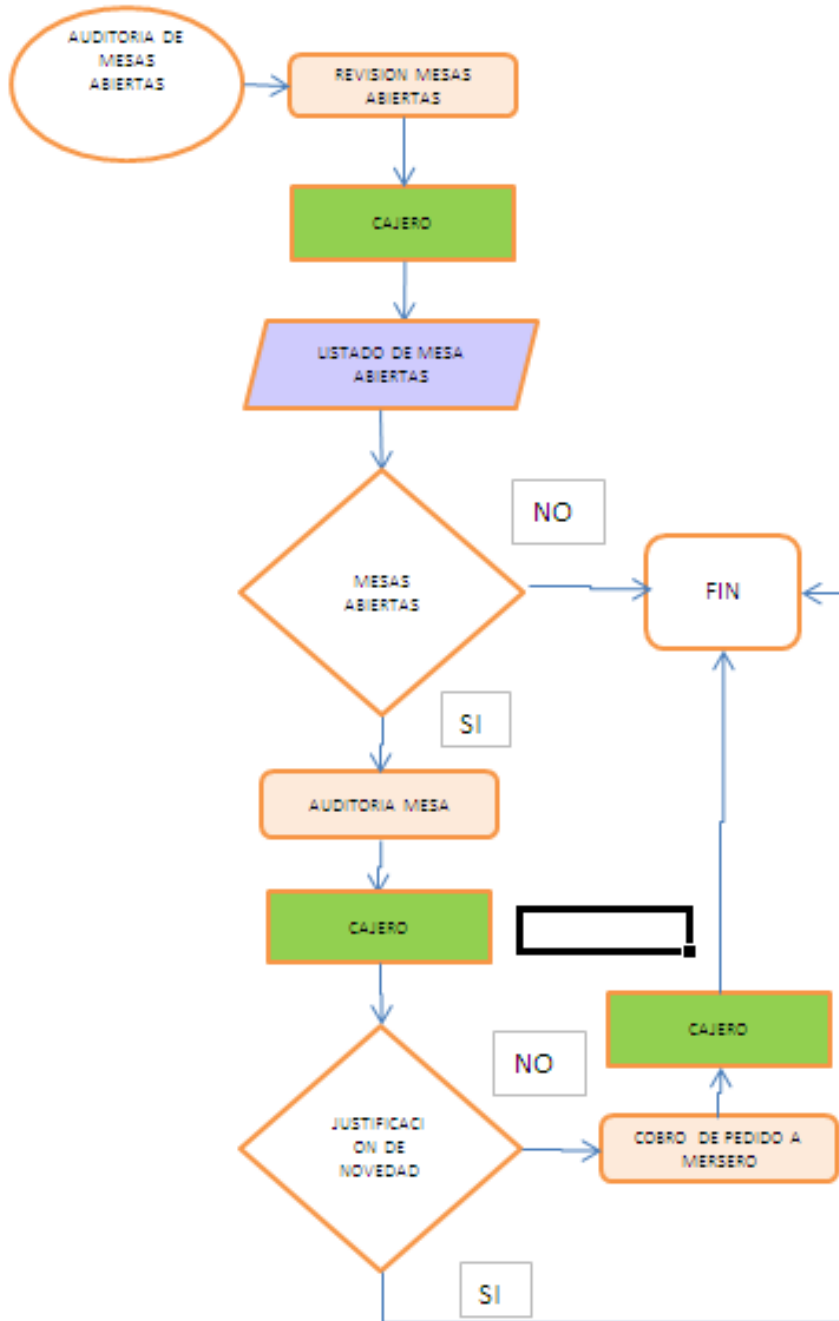 AUDITORIA DE
MESAS
ABIERTAS
REVISION MESAS
ABIERTAS
CAJERO
LISTADO DE MESA
ABIERTAS
MESAS
ABIERTAS
NO
FIN
SI
AUDITORIA MESA
CAJERO
JUSTIFICACI
ON DE
NOVEDAD
NO
COBRO DE PEDIDO A
MERSERO
CAJERO
SI